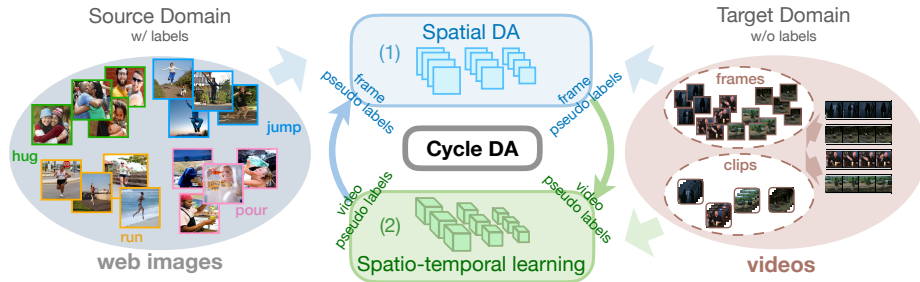 Source Domain
w/ labels
hug
jump
run
pour
web images
(1)
Spatial DA
frame
pseudo labels
frame
pseudo labels
Cycle DA
video
pseudo labels
video
pseudo labels
(2)
Spatio-temporal learning
Target Domain
w/o labels
frames
clips
videos